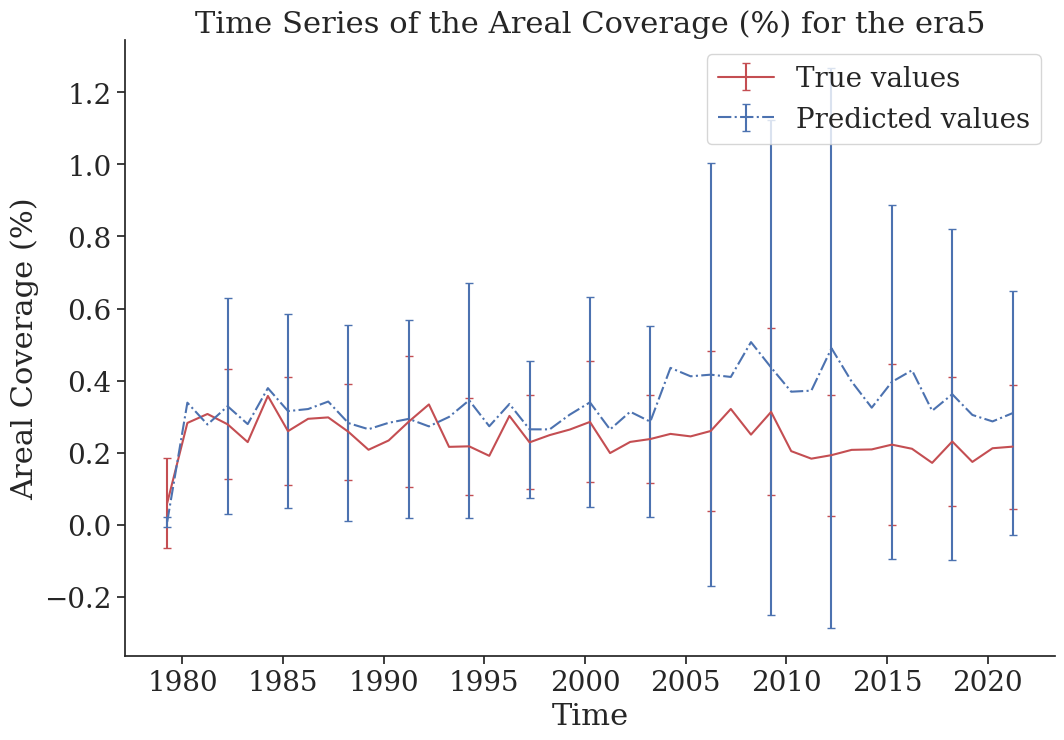 Time Series of the Areal Coverage (%) for the era5
True values
Predicted values
Areal Coverage (%)
1.2
1.0
0.8
0.6
0.4
0.2
0.0
−0.2
1980 1985 1990 1995 2000 2005 2010 2015 2020
Time